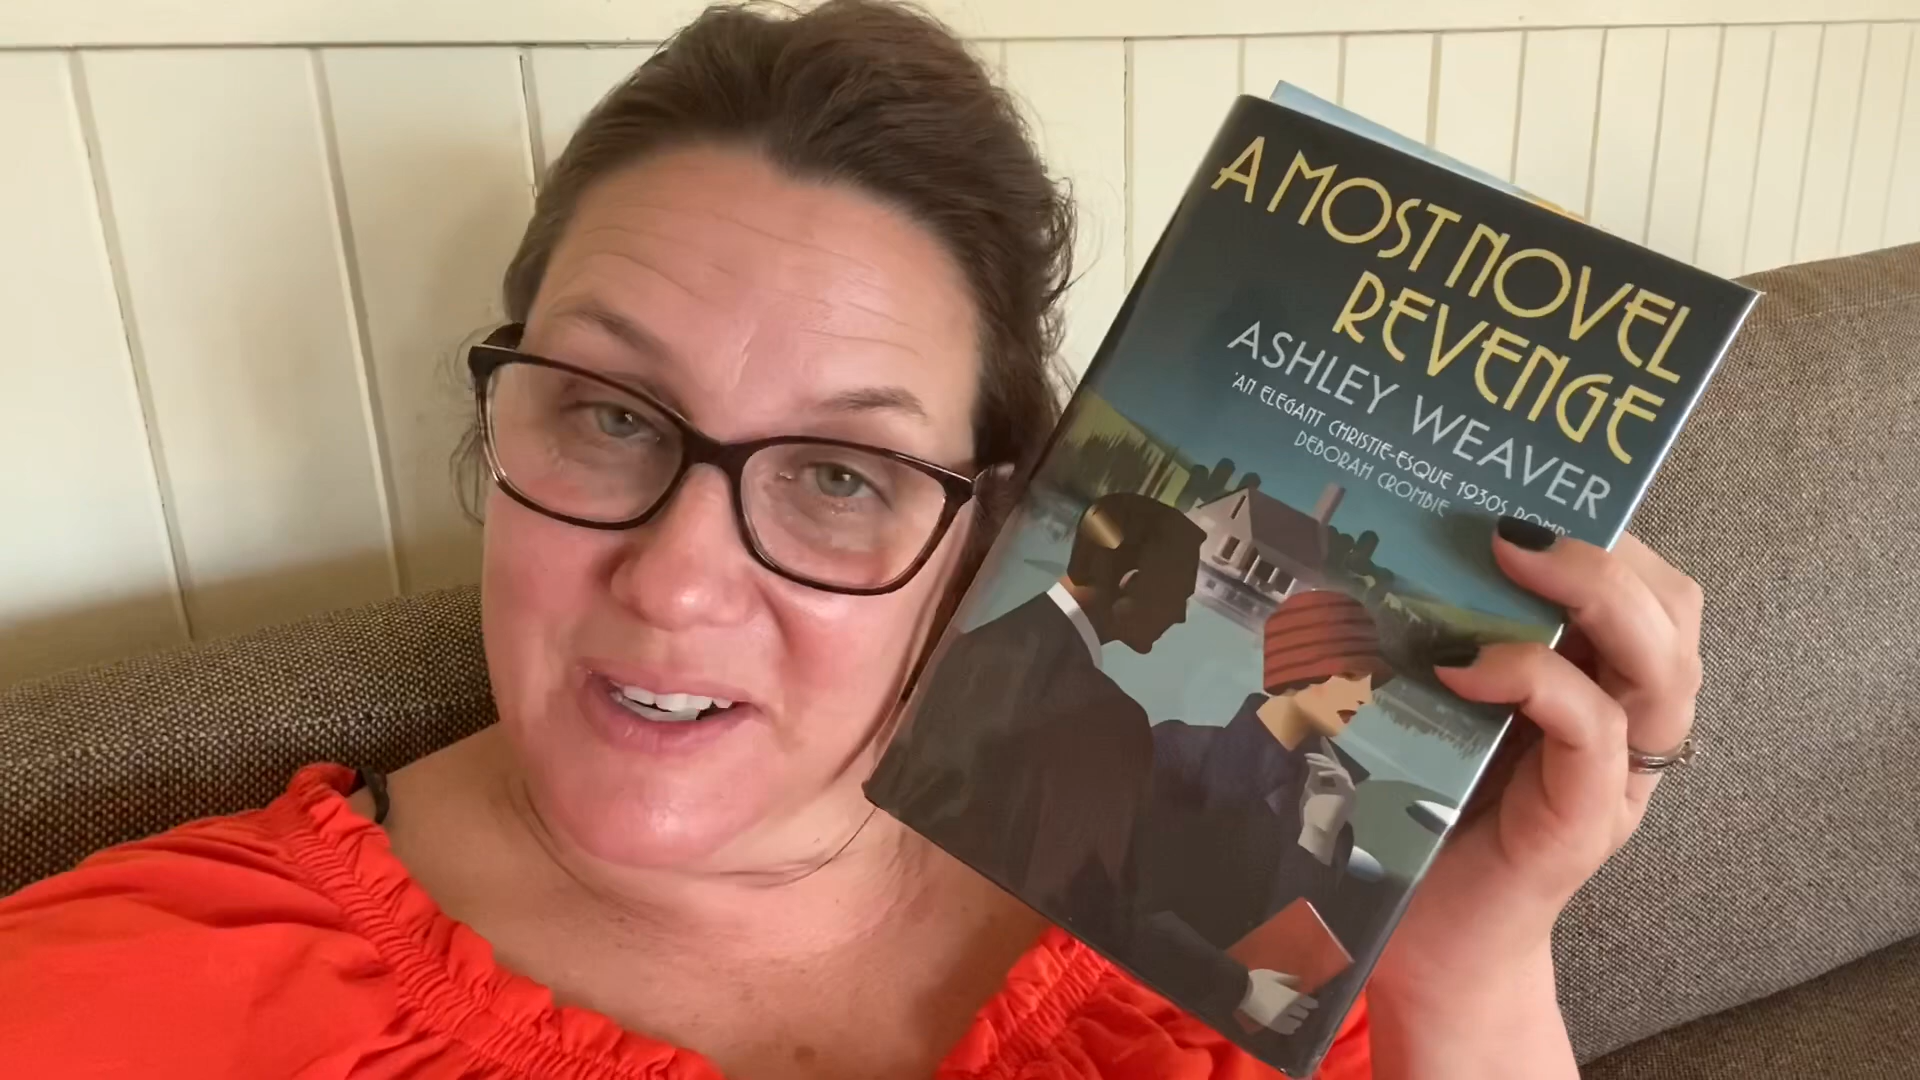 A MOST NOVEL
REVENGE
ASHLEY WEAVER
'AN ELEGANT CHRISTIE-ESQUE 1930S
DEBORAH CROMBIE